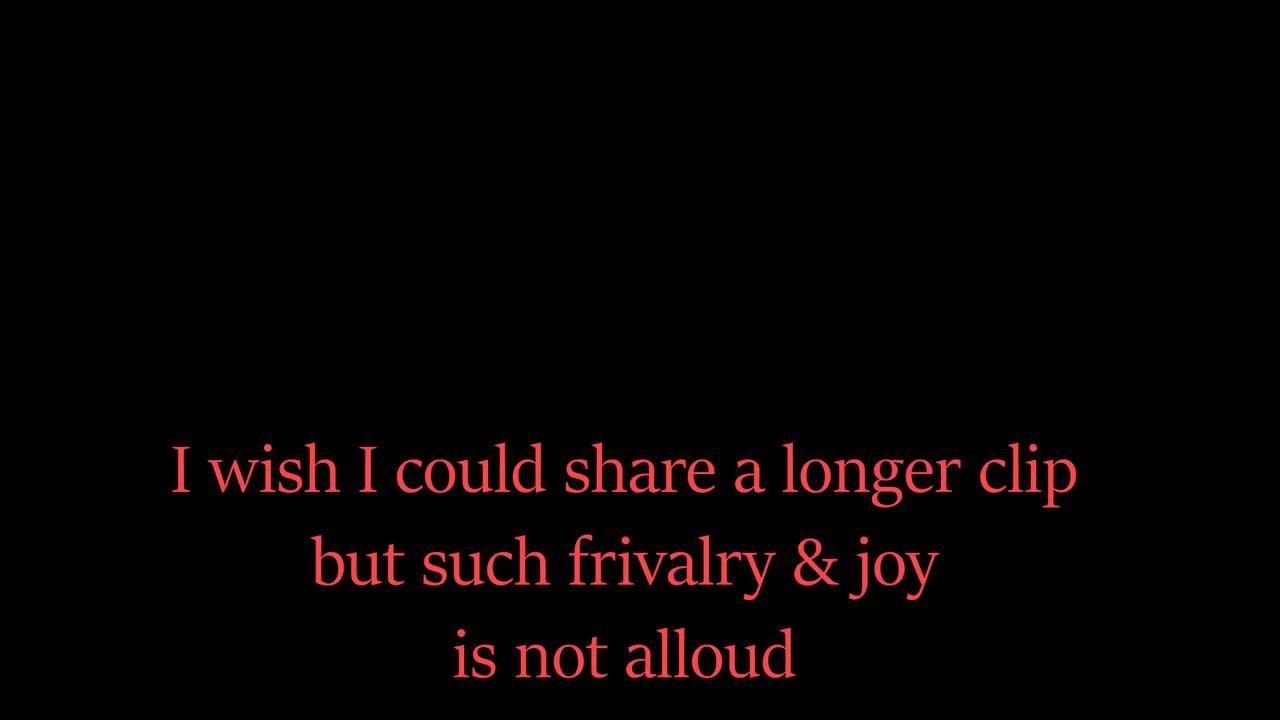 I wish I could share a longer clip
but such frivalry & joy
is not alloud